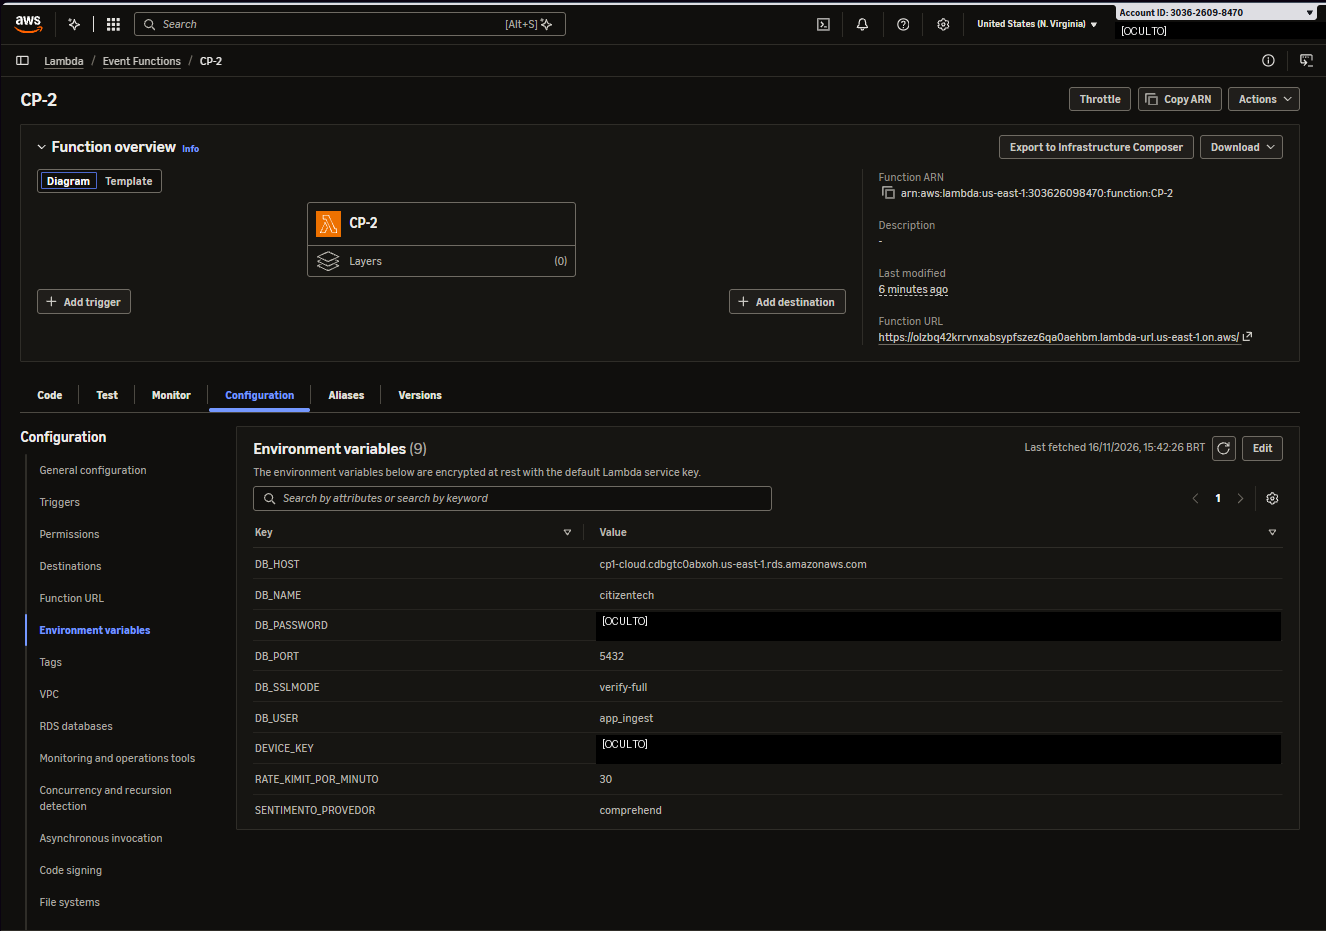 aws
Search
[Alt+S]
United States (N. Virginia)
Account ID: 3036-2609-8470
[OCULTO]
Lambda / Event Functions / CP-2
CP-2
Throttle
Copy ARN
Actions
Function overview Info
Export to Infrastructure Composer
Download
Diagram
Template
CP-2
Layers
(0)
Add trigger
Add destination
Function ARN
arn:aws:lambda:us-east-1:303626098470:function:CP-2
Description
-
Last modified
6 minutes ago
Function URL
https://olzbq42krrvnxabsypfszez6qa0aehbm.lambda-url.us-east-1.on.aws/
Code
Test
Monitor
Configuration
Aliases
Versions
Configuration
General configuration
Triggers
Permissions
Destinations
Function URL
Environment variables
Tags
VPC
RDS databases
Monitoring and operations tools
Concurrency and recursion
detection
Asynchronous invocation
Code signing
File systems
Environment variables (9)
Last fetched 16/11/2026, 15:42:26 BRT
Edit
The environment variables below are encrypted at rest with the default Lambda service key.
Search by attributes or search by keyword
1
Key
Value
DB_HOST
cp1-cloud.cdbgtc0abxoh.us-east-1.rds.amazonaws.com
DB_NAME
citizentech
DB_PASSWORD
[OCULTO]
DB_PORT
5432
DB_SSLMODE
verify-full
DB_USER
app_ingest
DEVICE_KEY
[OCULTO]
RATE_KIMIT_POR_MINUTO
30
SENTIMENTO_PROVEDOR
comprehend